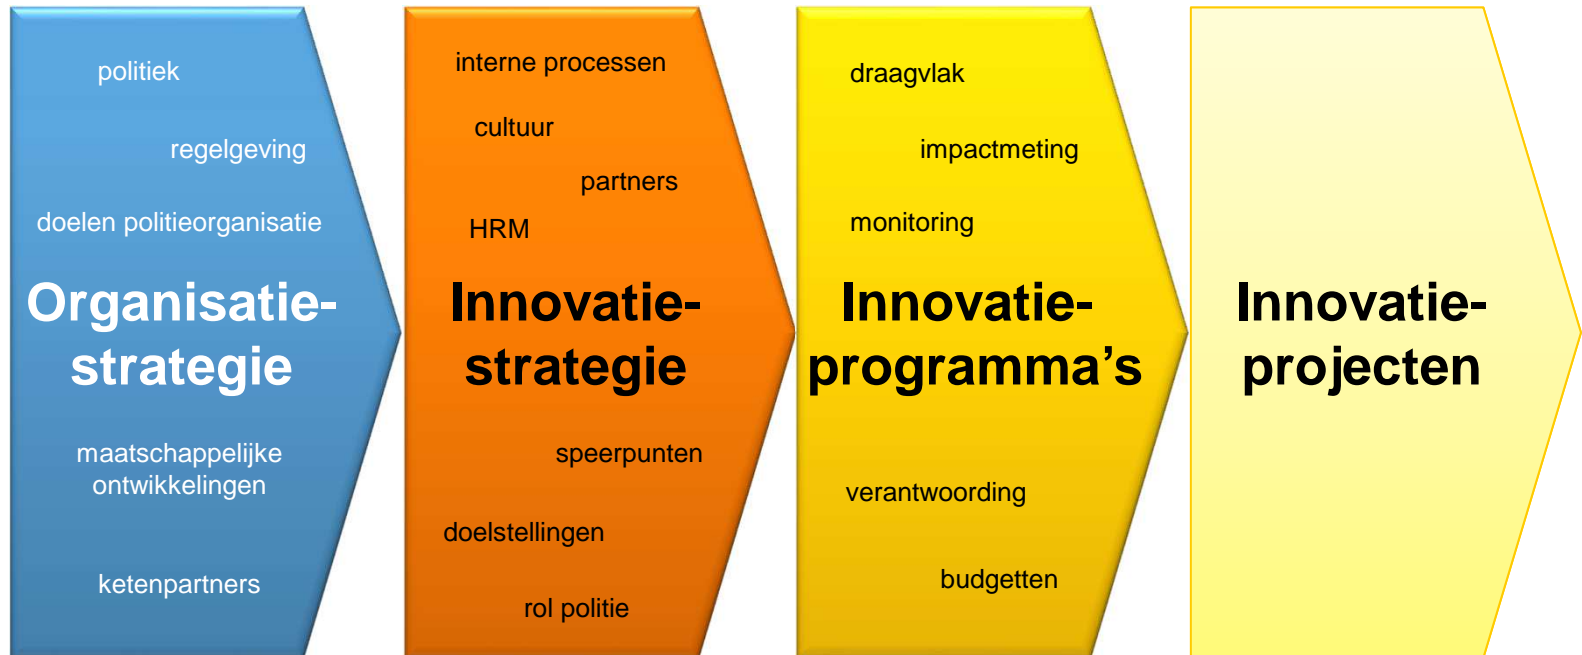 politiek
regelgeving
doelen politieorganisatie
Organisatie-
strategie
maatschappelijke
ontwikkelingen
ketenpartners
interne processen
cultuur
partners
HRM
Innovatie-
strategie
speerpunten
doelstellingen
rol politie
draagvlak
impactmeting
monitoring
Innovatie-
programma’s
verantwoording
budgetten
Innovatie-
projecten